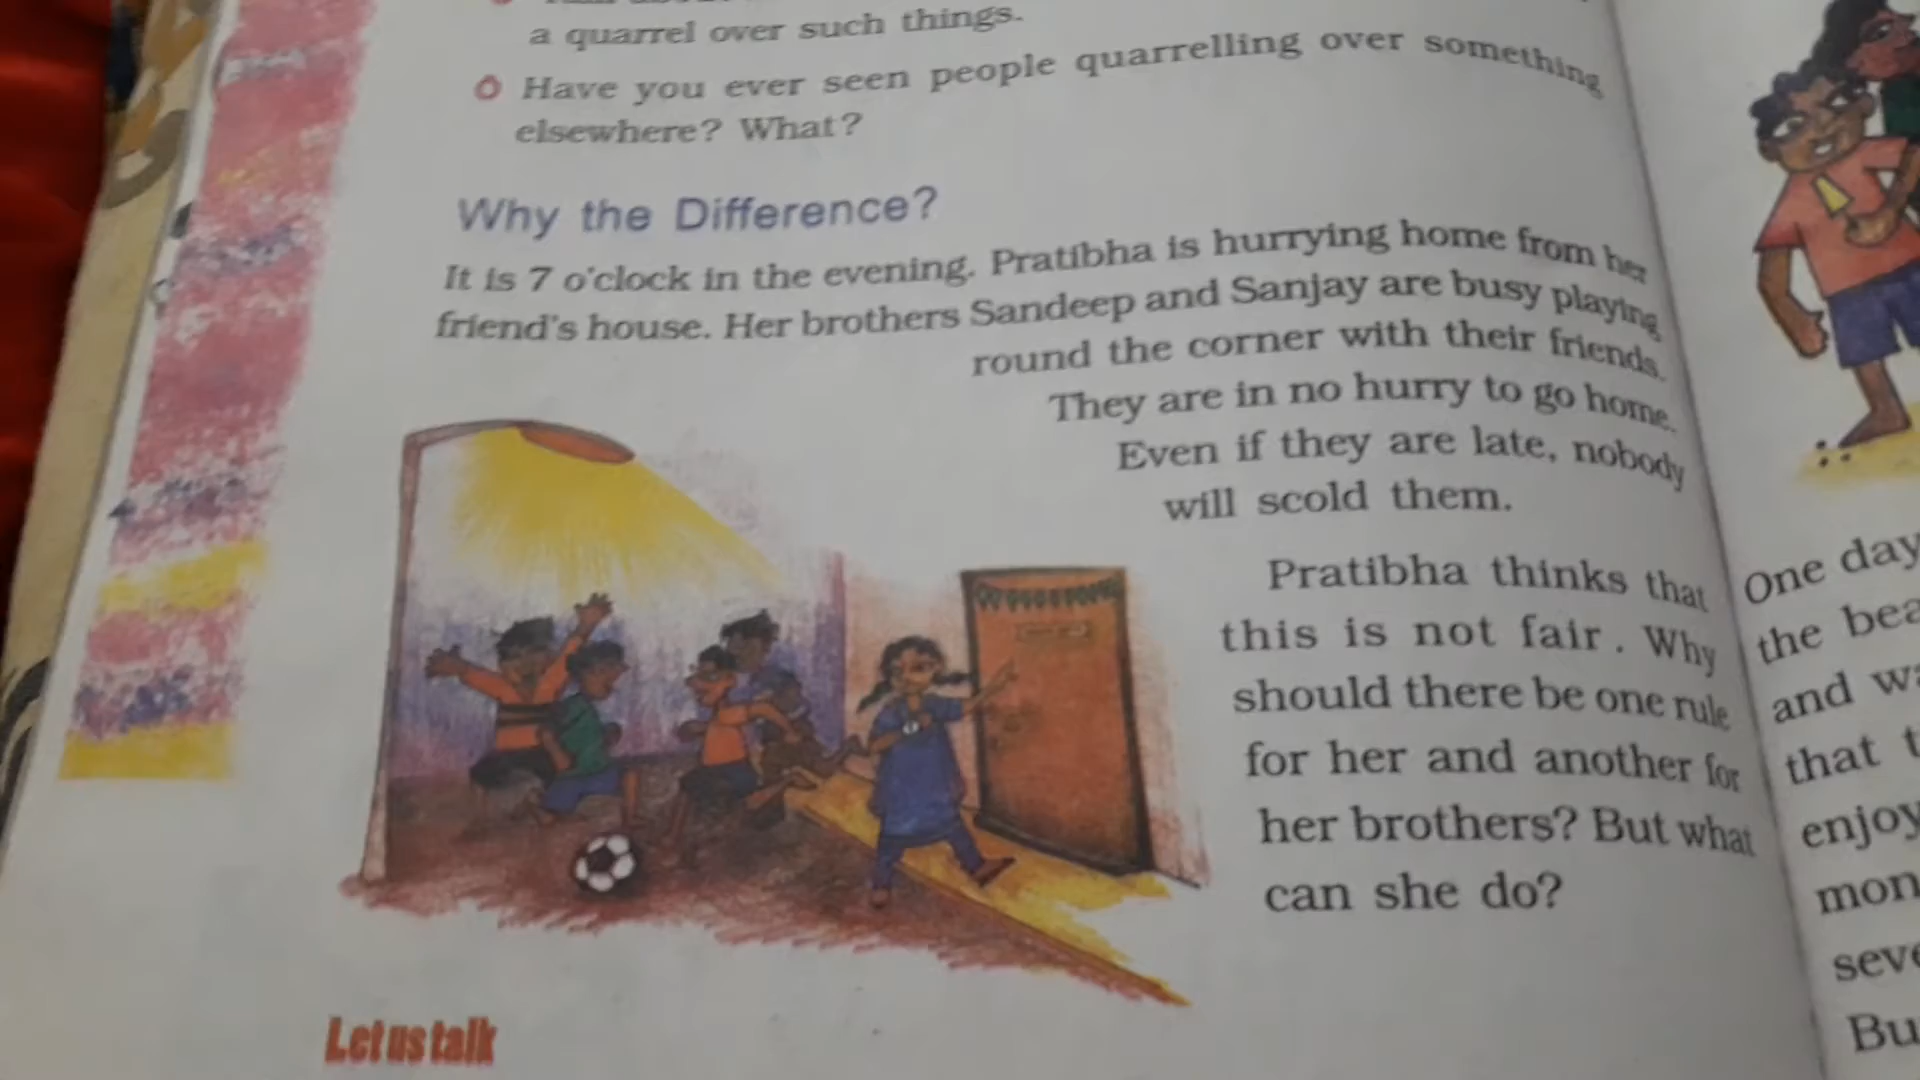 a quarrel over such things.
Have you ever seen people quarrelling over something
elsewhere? What?
Why the Difference?
It is 7 o'clock in the evening. Pratibha is hurrying home from her
friend's house. Her brothers Sandeep and Sanjay are busy playing
round the corner with their friends.
They are in no hurry to go home.
Even if they are late, nobody
will scold them.
Pratibha thinks that
this is not fair. Why
should there be one rule
for her and another for
her brothers? But what
can she do?
Let us talk
One day
the
and
that
enjoy